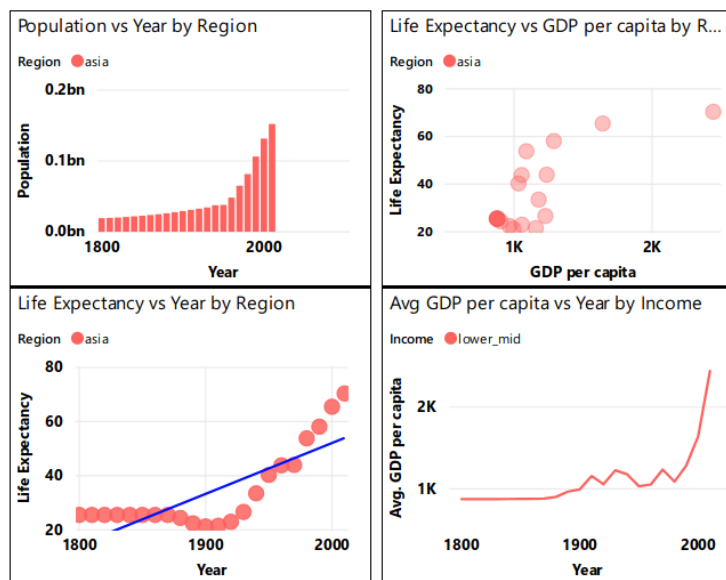 Population vs Year by Region
Region asia
0.2bn
0.1bn
0.0bn
Population
1800
1900
2000
Year
Life Expectancy vs GDP per capita by R...
Region asia
80
60
40
20
Life Expectancy
1K
2K
GDP per capita
Life Expectancy vs Year by Region
Region asia
80
60
40
20
Life Expectancy
1800
1900
2000
Year
Avg GDP per capita vs Year by Income
Income lower_mid
2K
1K
Avg. GDP per capita
1800
1900
2000
Year